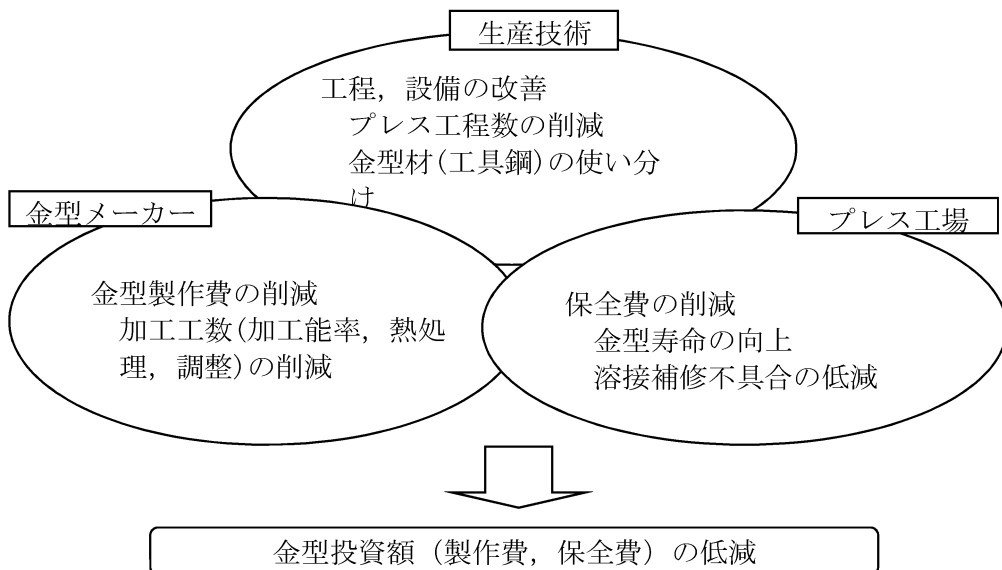 生産技術
工程，設備の改善
プレス工程数の削減
金型材(工具鋼)の使い分
け
金型メーカー
金型製作費の削減
加工工数(加工能率，熱処
理，調整)の削減
プレス工場
保全費の削減
金型寿命の向上
溶接補修不具合の低減
金型投資額（製作費，保全費）の低減